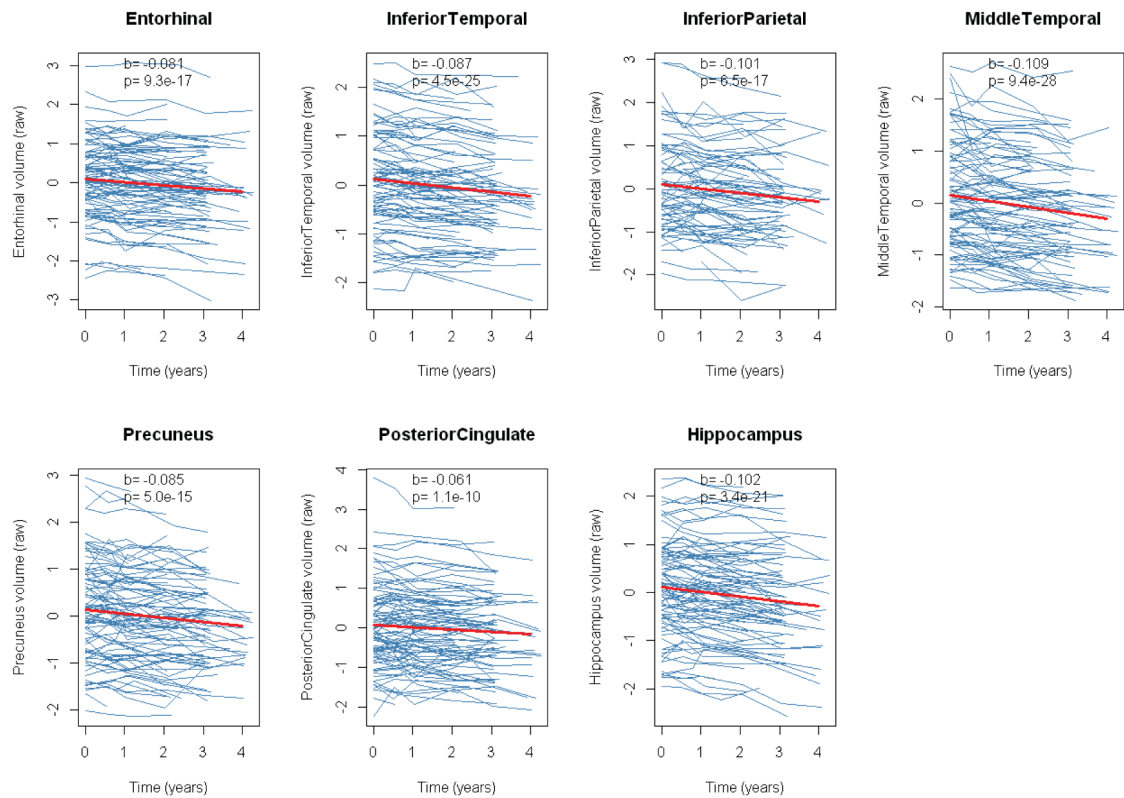 Entorhinal
b= -0.081
p= 9.3e-17
Entorhinal volume (raw)
3
2
1
0
-1
-2
-3
0 1 2 3 4
Time (years)
InferiorTemporal
b= -0.087
p= 4.5e-25
InferiorTemporal volume (raw)
2
1
0
-1
-2
0 1 2 3 4
Time (years)
InferiorParietal
b= -0.101
p= 6.5e-17
InferiorParietal volume (raw)
3
2
1
0
-1
-2
0 1 2 3 4
Time (years)
MiddleTemporal
b= -0.109
p= 9.4e-28
MiddleTemporal volume (raw)
2
1
0
-1
-2
0 1 2 3 4
Time (years)
Precuneus
b= -0.085
p= 5.0e-15
Precuneus volume (raw)
3
2
1
0
-1
-2
0 1 2 3 4
Time (years)
PosteriorCingulate
b= -0.061
p= 1.1e-10
PosteriorCingulate volume (raw)
4
3
2
1
0
-1
-2
0 1 2 3 4
Time (years)
Hippocampus
b= -0.102
p= 3.4e-21
Hippocampus volume (raw)
2
1
0
-1
-2
0 1 2 3 4
Time (years)